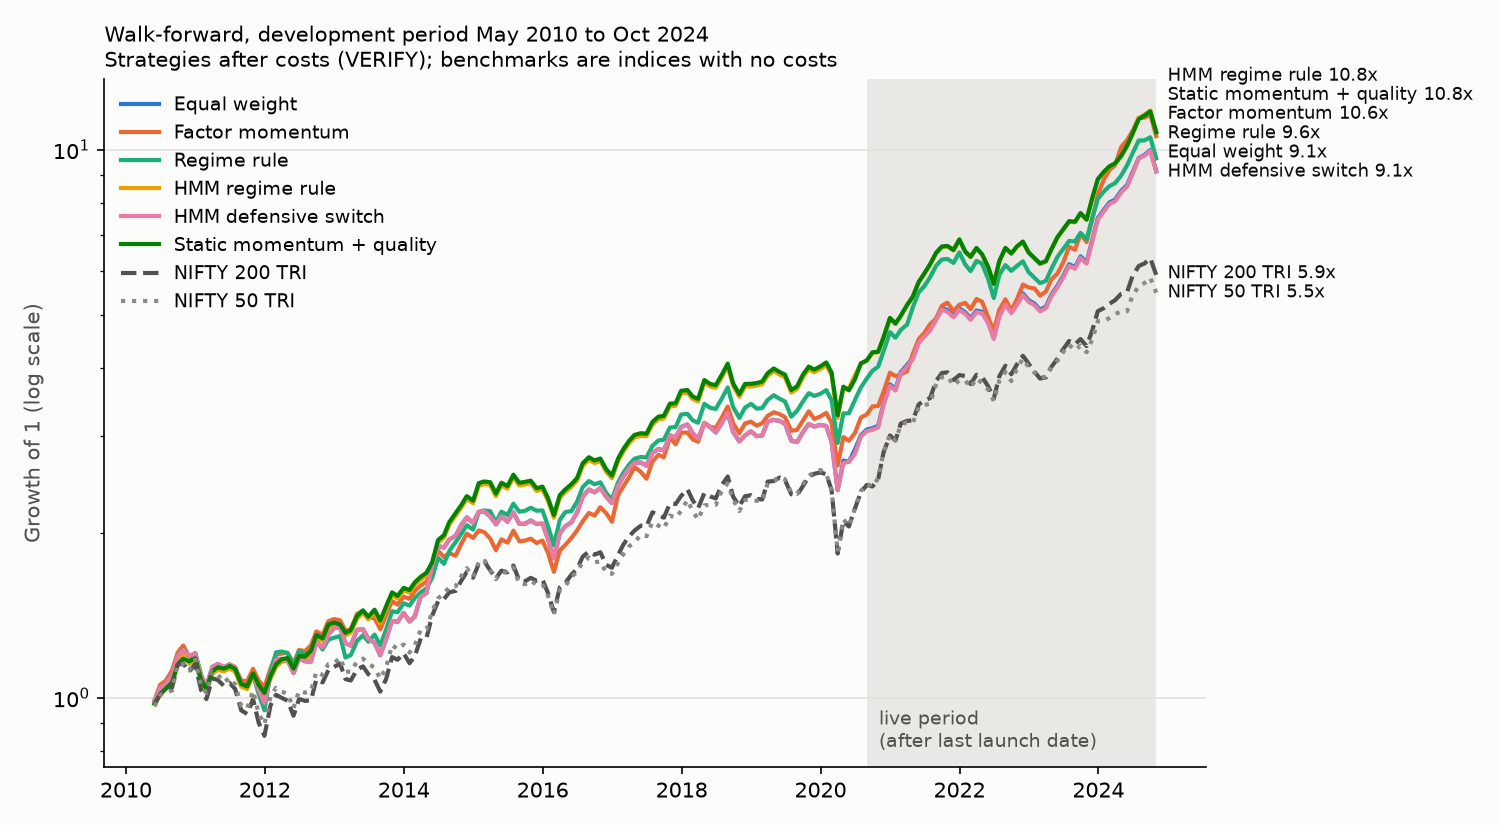 Walk-forward, development period May 2010 to Oct 2024
Strategies after costs (VERIFY); benchmarks are indices with no costs
Equal weight
Factor momentum
Regime rule
HMM regime rule
HMM defensive switch
Static momentum + quality
NIFTY 200 TRI
NIFTY 50 TRI
HMM regime rule 10.8x
Static momentum + quality 10.8x
Factor momentum 10.6x
Regime rule 9.6x
Equal weight 9.1x
HMM defensive switch 9.1x
NIFTY 200 TRI 5.9x
NIFTY 50 TRI 5.5x
Growth of 1 (log scale)
10¹
10⁰
live period
(after last launch date)
2010 2012 2014 2016 2018 2020 2022 2024